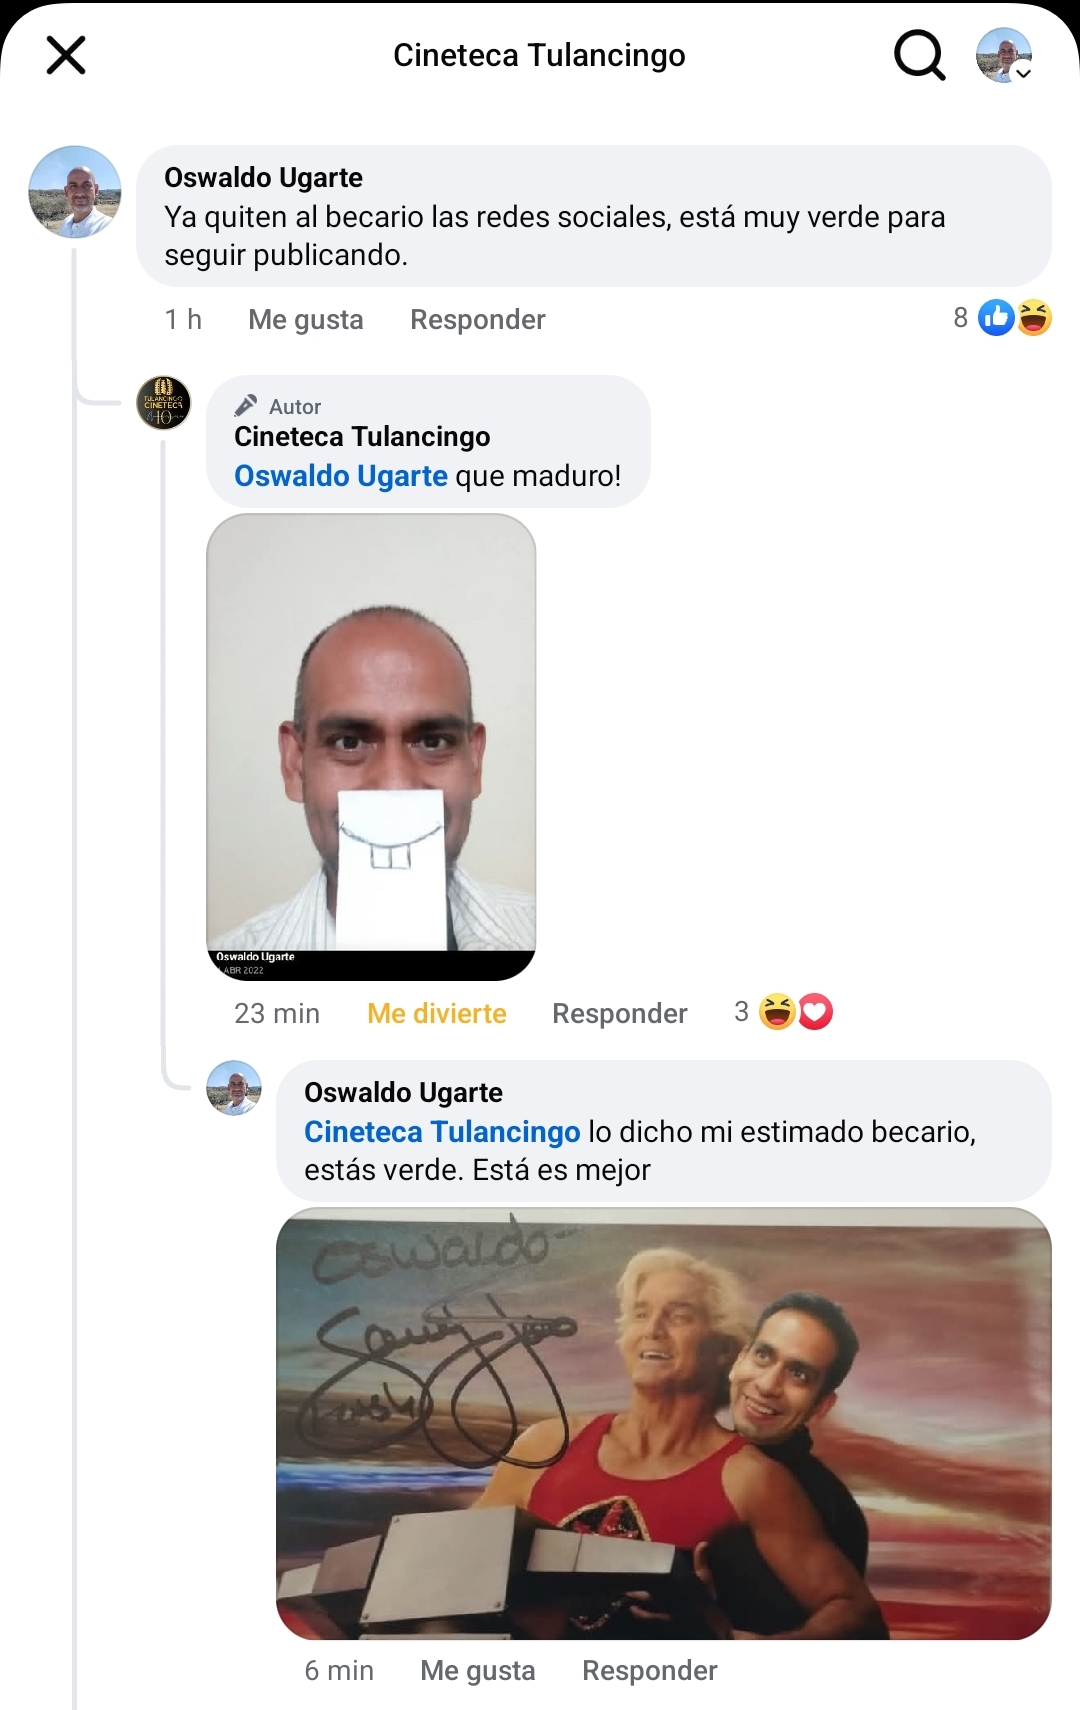 Cineteca Tulancingo
Oswaldo Ugarte
Ya quiten al becario las redes sociales, está muy verde para
seguir publicando.
1 h Me gusta Responder 8
TULANCINGO
CINETECA
Autor
Cineteca Tulancingo
Oswaldo Ugarte que maduro!
Oswaldo Ugarte
ABR 2022
23 min Me divierte Responder 3
Oswaldo Ugarte
Cineteca Tulancingo lo dicho mi estimado becario,
estás verde. Está es mejor
Oswaldo-
6 min Me gusta Responder